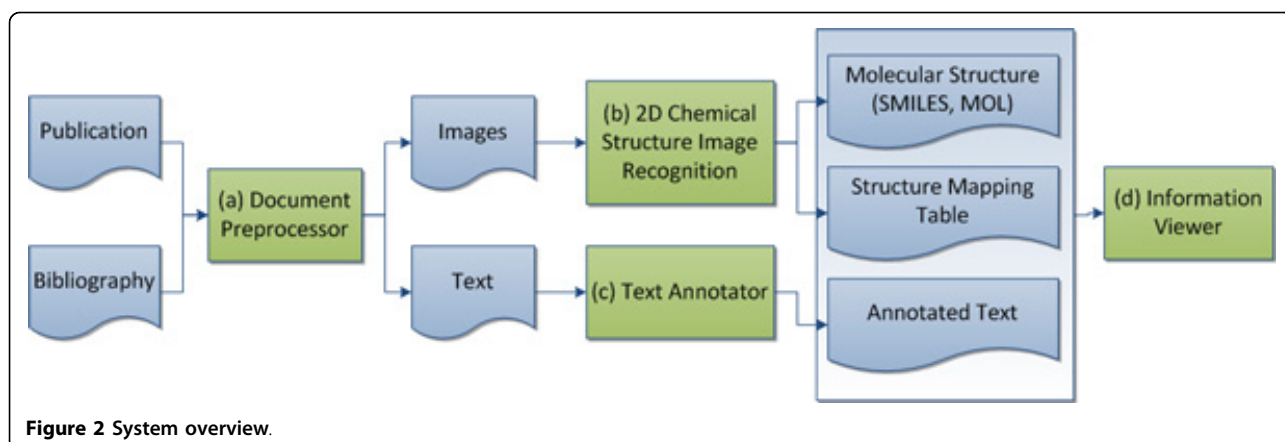 Publication
Bibliography
(a) Document
Preprocessor
Images
Text
(b) 2D Chemical
Structure Image
Recognition
(c) Text Annotator
Molecular Structure
(SMILES, MOL)
Structure Mapping
Table
Annotated Text
(d) Information
Viewer
Figure 2 System overview.